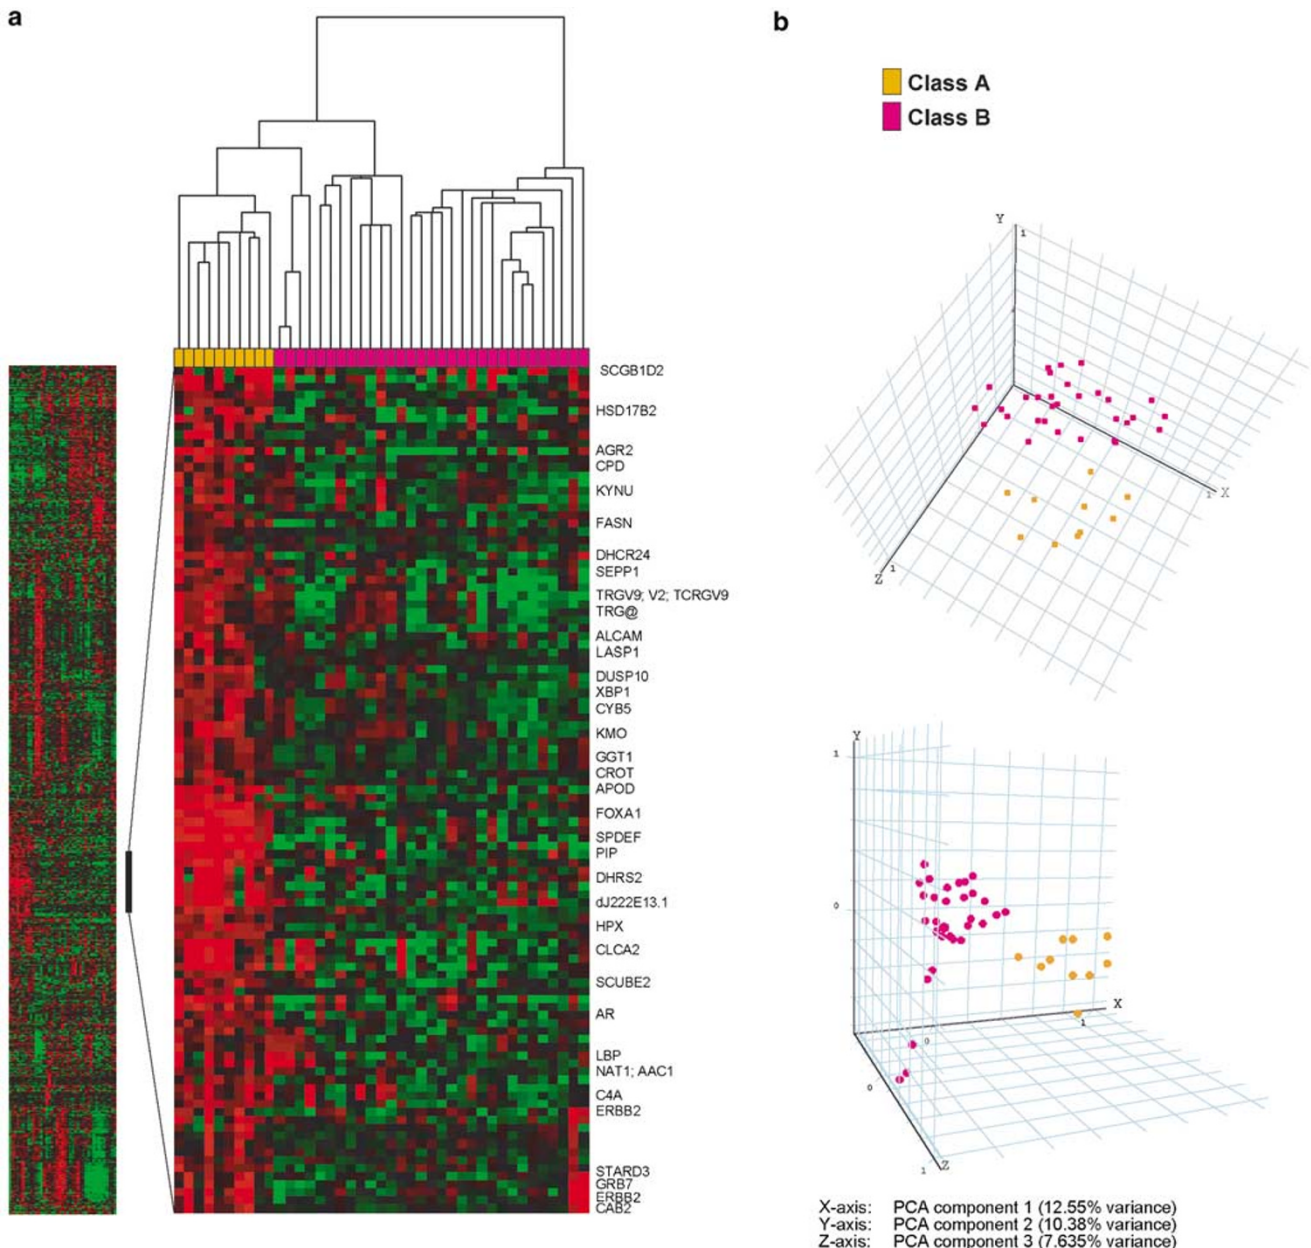 a
SCGB1D2
HSD17B2
AGR2
CPD
KYNU
FASN
DHCR24
SEPP1
TRGV9; V2; TCRGV9
TRG@
ALCAM
LASP1
DUSP10
XBP1
CYB5
KMO
GGT1
CROT
APOD
FOXA1
SPDEF
PIP
DHRS2
dJ222E13.1
HPX
CLCA2
SCUBE2
AR
LBP
NAT1; AAC1
C4A
ERBB2
STARD3
GRB7
ERBB2
CAB2
b
Class A
Class B
Y
1
1 X
Z 1
Y
1
0
X
1
0
0
1 Z
X-axis: PCA component 1 (12.55% variance)
Y-axis: PCA component 2 (10.38% variance)
Z-axis: PCA component 3 (7.635% variance)